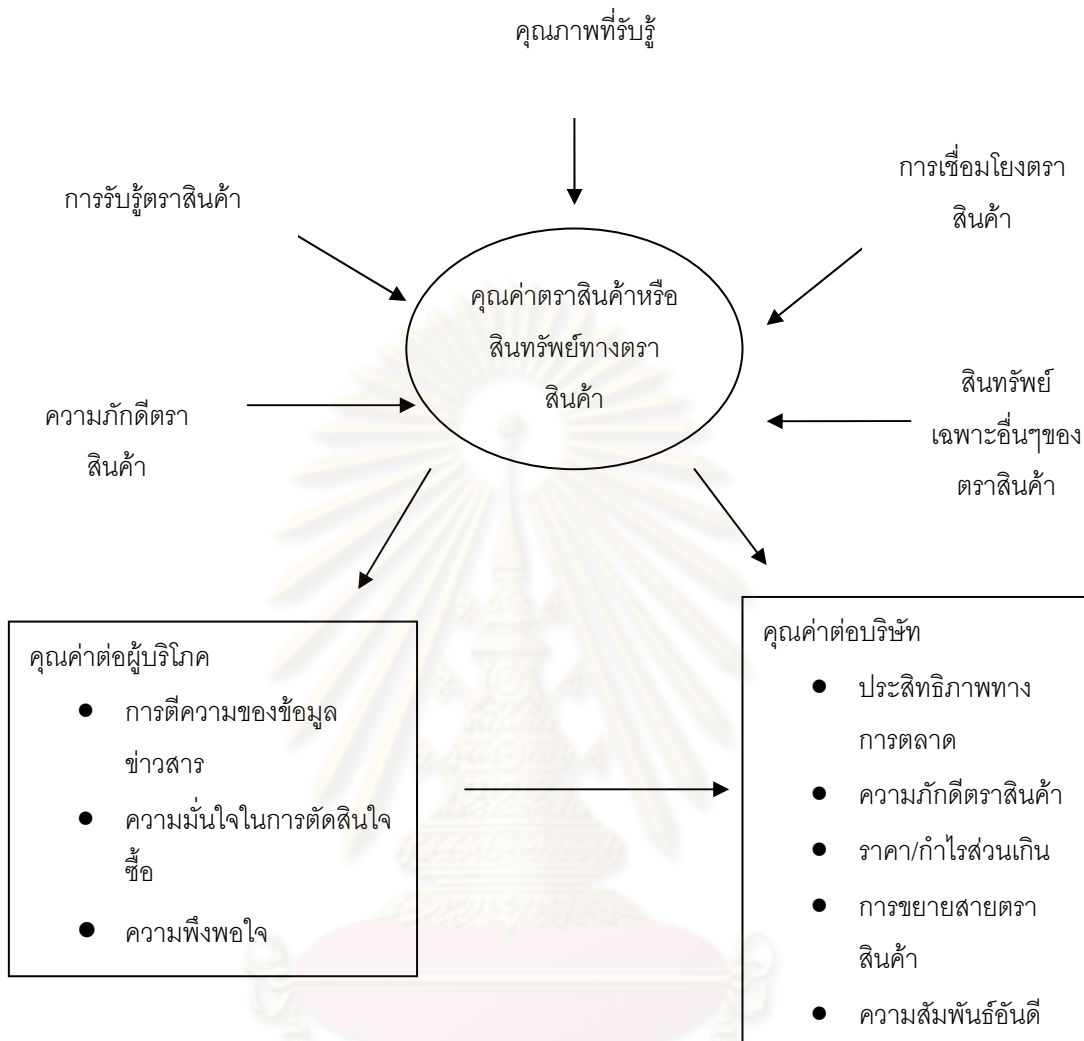 คุณภาพที่รับรู้
การรับรู้ตราสินค้า
การเชื่อมโยงตรา
สินค้า
คุณค่าตราสินค้าหรือ
สินทรัพย์ทางตรา
สินค้า
ความภักดีตรา
สินค้า
สินทรัพย์
เฉพาะอื่นๆของ
ตราสินค้า
คุณค่าต่อผู้บริโภค
● การตีความของข้อมูล
ข่าวสาร
● ความมั่นใจในการตัดสินใจ
ซื้อ
● ความพึงพอใจ
คุณค่าต่อบริษัท
● ประสิทธิภาพทาง
การตลาด
● ความภักดีตราสินค้า
● ราคา/กำไรส่วนเกิน
● การขยายสายตรา
สินค้า
● ความสัมพันธ์อันดี